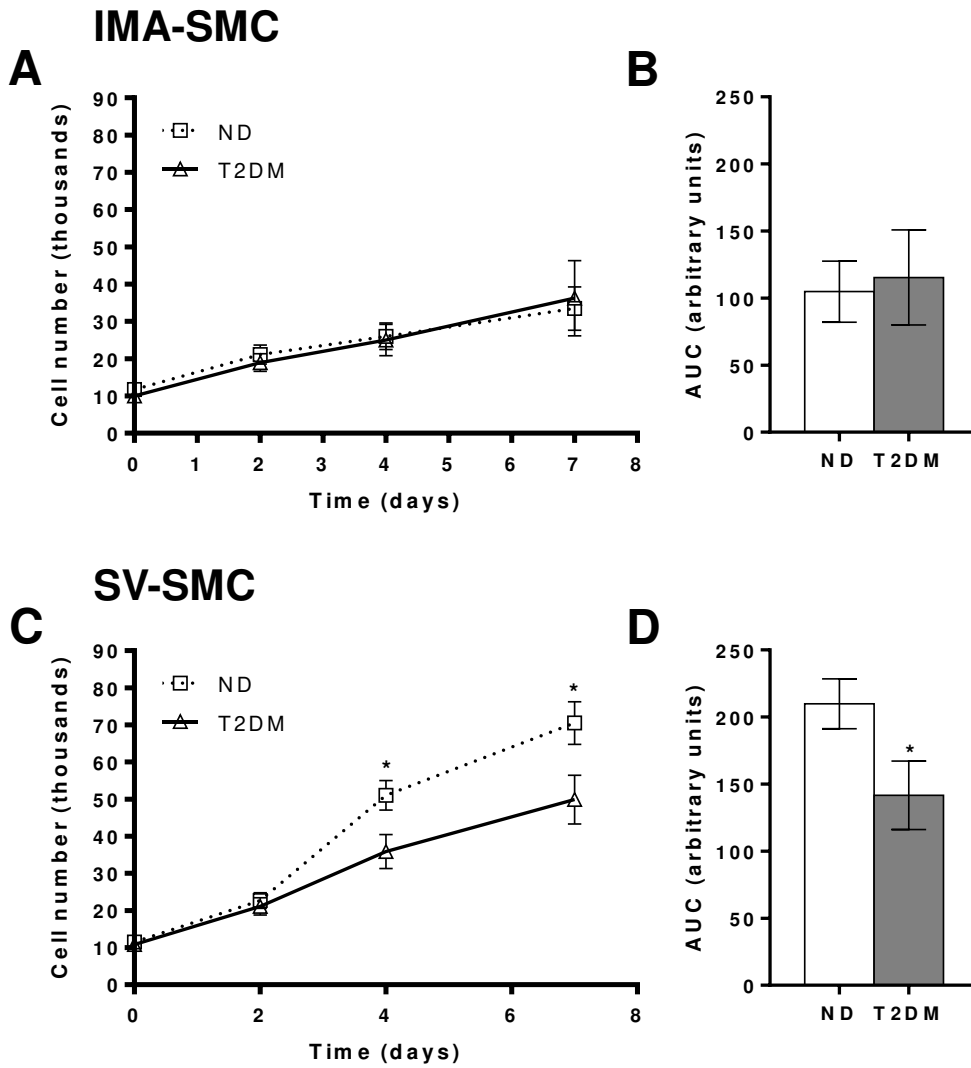 IMA-SMC
A
Cell number (thousands)
90
80
70
60
50
40
30
20
10
0
ND
T2DM
0 1 2 3 4 5 6 7 8
Time (days)
B
AUC (arbitrary units)
250
200
150
100
50
0
ND T2DM
SV-SMC
C
Cell number (thousands)
90
80
70
60
50
40
30
20
10
0
ND
T2DM
*
*
0 2 4 6 8
Time (days)
D
AUC (arbitrary units)
250
200
150
100
50
0
*
ND T2DM